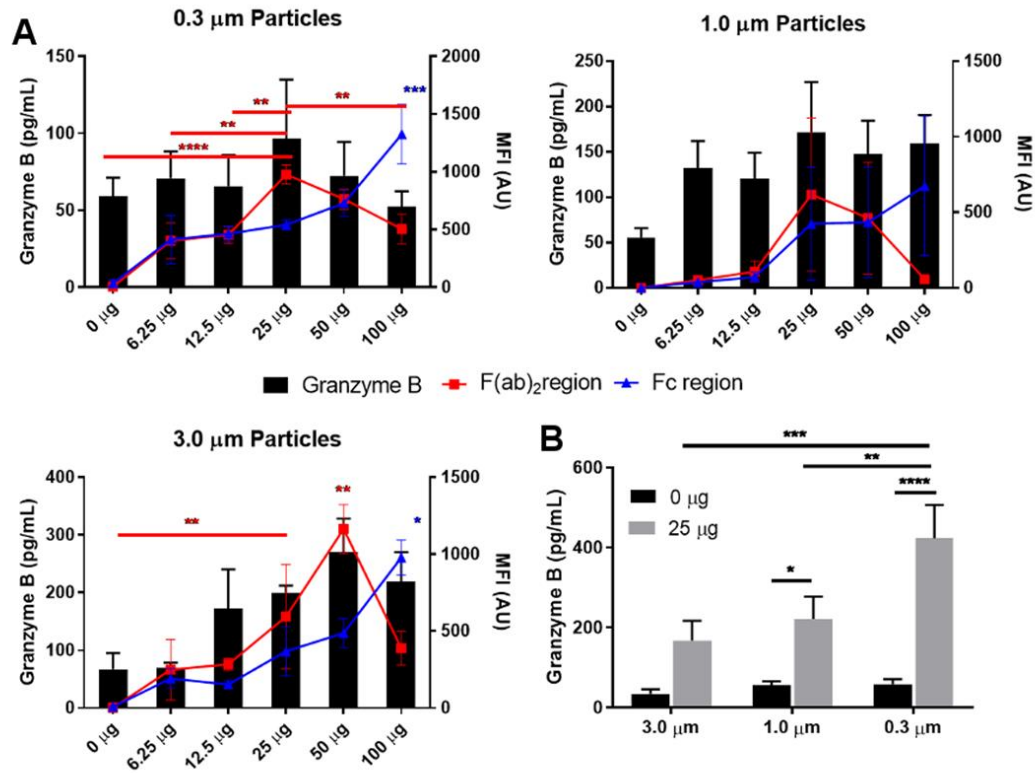 A
0.3 μm Particles
Granzyme B (pg/mL)
150
100
50
0
2000
1500
1000
500
0
MFI (AU)
****
**
**
**
***
0 μg
6.25 μg
12.5 μg
25 μg
50 μg
100 μg
1.0 μm Particles
Granzyme B (pg/mL)
250
200
150
100
50
0
1500
1000
500
0
MFI (AU)
0 μg
6.25 μg
12.5 μg
25 μg
50 μg
100 μg
Granzyme B F(ab)2region Fc region
3.0 μm Particles
Granzyme B (pg/mL)
400
300
200
100
0
1500
1000
500
0
MFI (AU)
**
**
*
0 μg
6.25 μg
12.5 μg
25 μg
50 μg
100 μg
B
Granzyme B (pg/mL)
600
400
200
0
0 μg
25 μg
***
**
****
*
3.0 μm
1.0 μm
0.3 μm